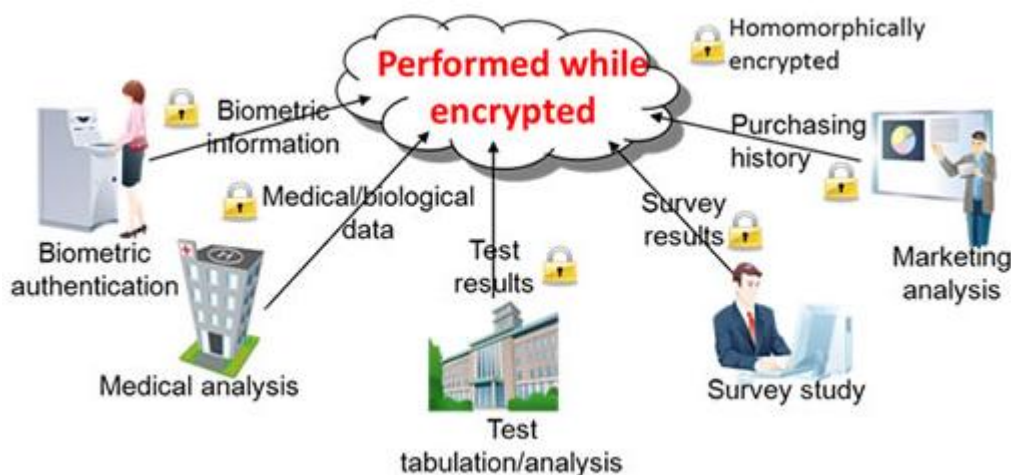 Performed while
encrypted
Homomorphically
encrypted
Biometric
information
Purchasing
history
Medical/biological
data
Survey
results
Test
results
Biometric
authentication
Marketing
analysis
Medical analysis
Survey study
Test
tabulation/analysis